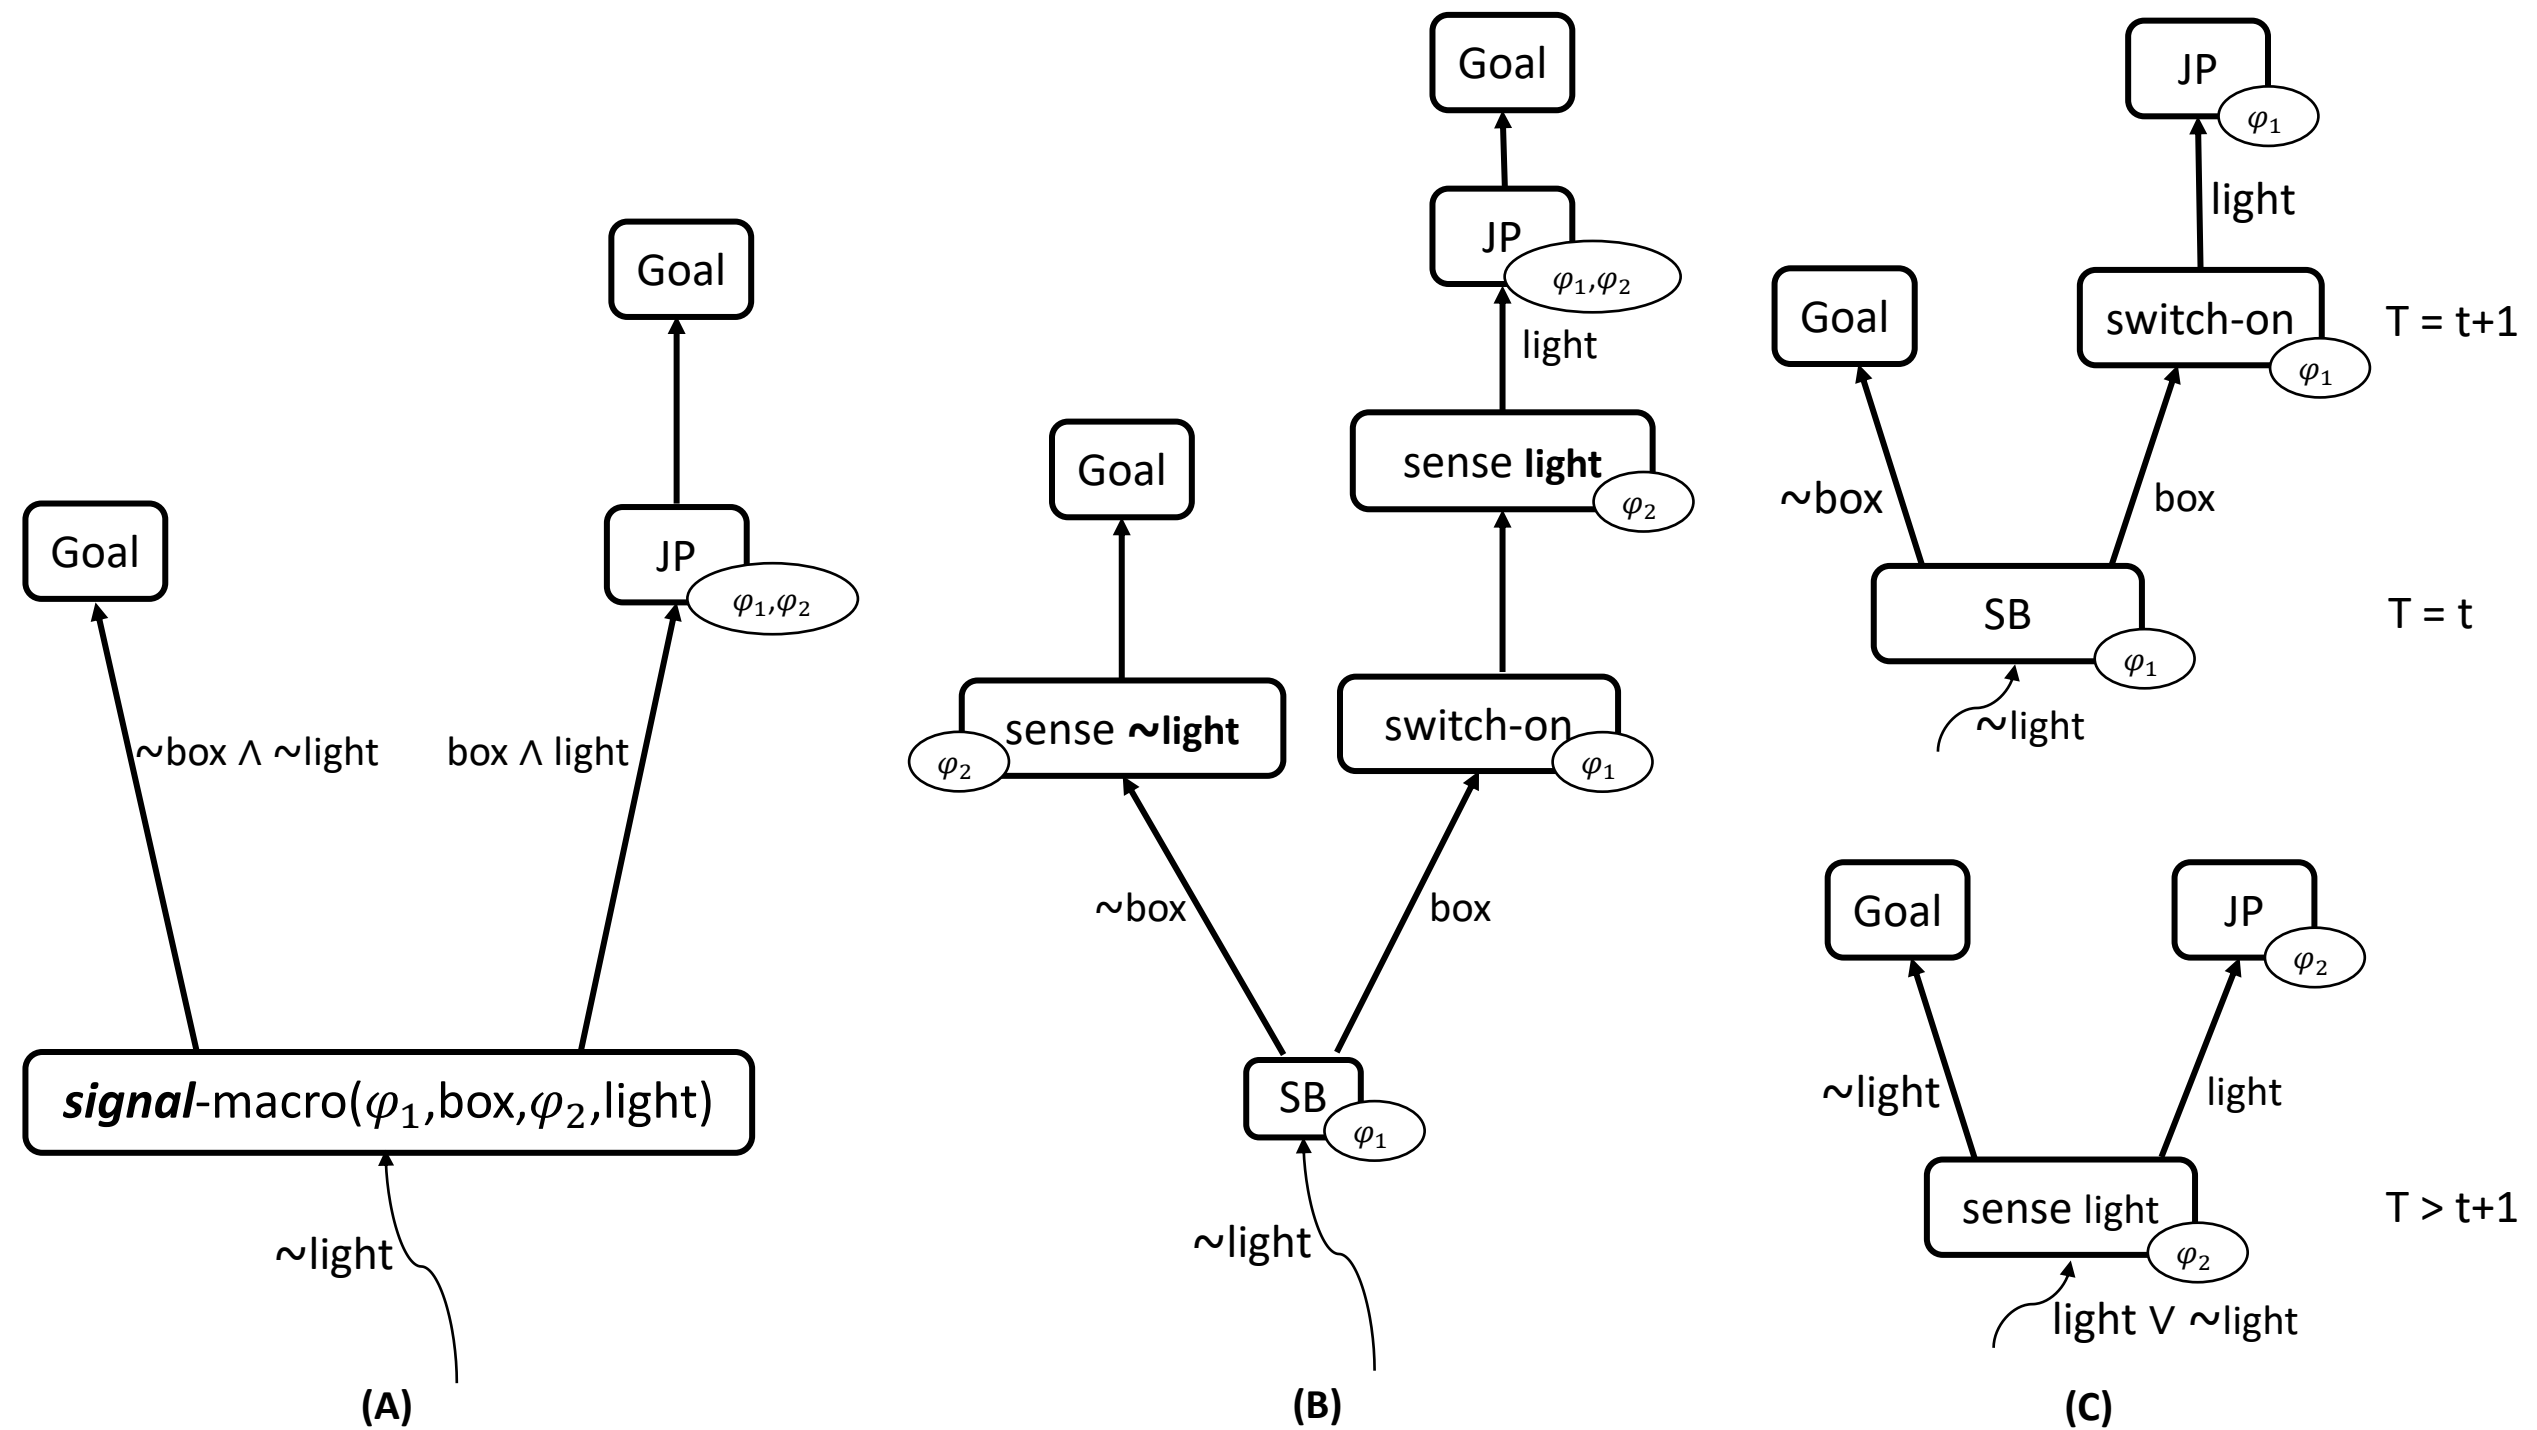 Goal
Goal
JP
φ₁,φ₂
~box ∧ ~light
box ∧ light
signal-macro(φ₁,box,φ₂,light)
~light
(A)
Goal
JP
φ₁,φ₂
light
Goal
sense light
φ₂
sense ~light
φ₂
switch-on
φ₁
~box
box
SB
φ₁
~light
(B)
JP
φ₁
light
Goal
switch-on
φ₁
T = t+1
~box
box
SB
φ₁
T = t
~light
Goal
JP
φ₂
~light
light
sense light
φ₂
T > t+1
light ∨ ~light
(C)